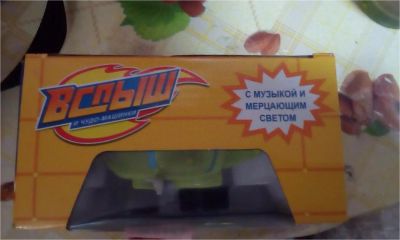 ВСПЫШ
И ЧУДО-МАШИНКИ
С МУЗЫКОЙ И
МЕРЦАЮЩИМ
СВЕТОМ